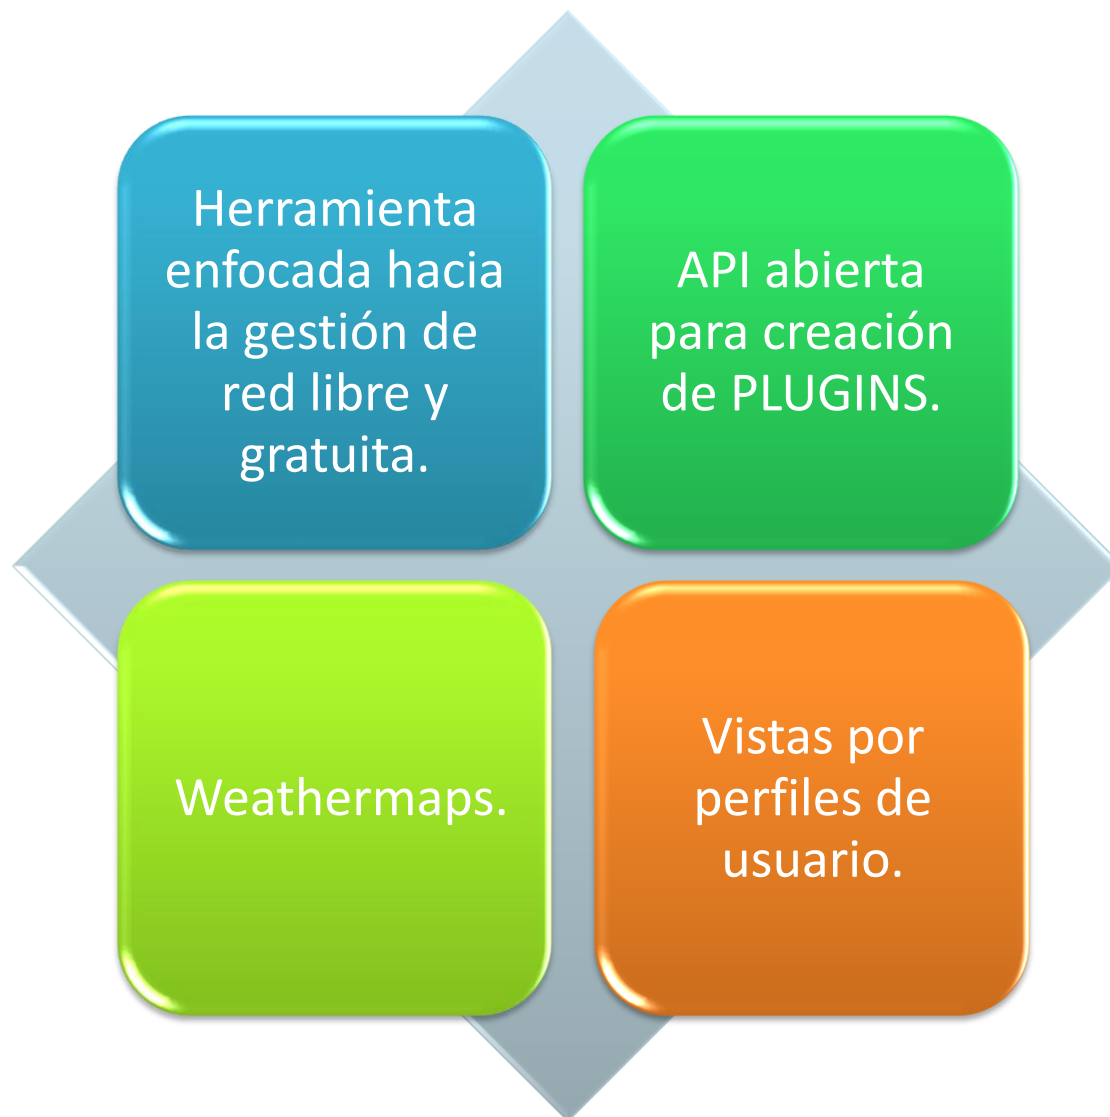 Herramienta
enfocada hacia
la gestión de
red libre y
gratuita.
API abierta
para creación
de PLUGINS.
Weathermaps.
Vistas por
perfiles de
usuario.